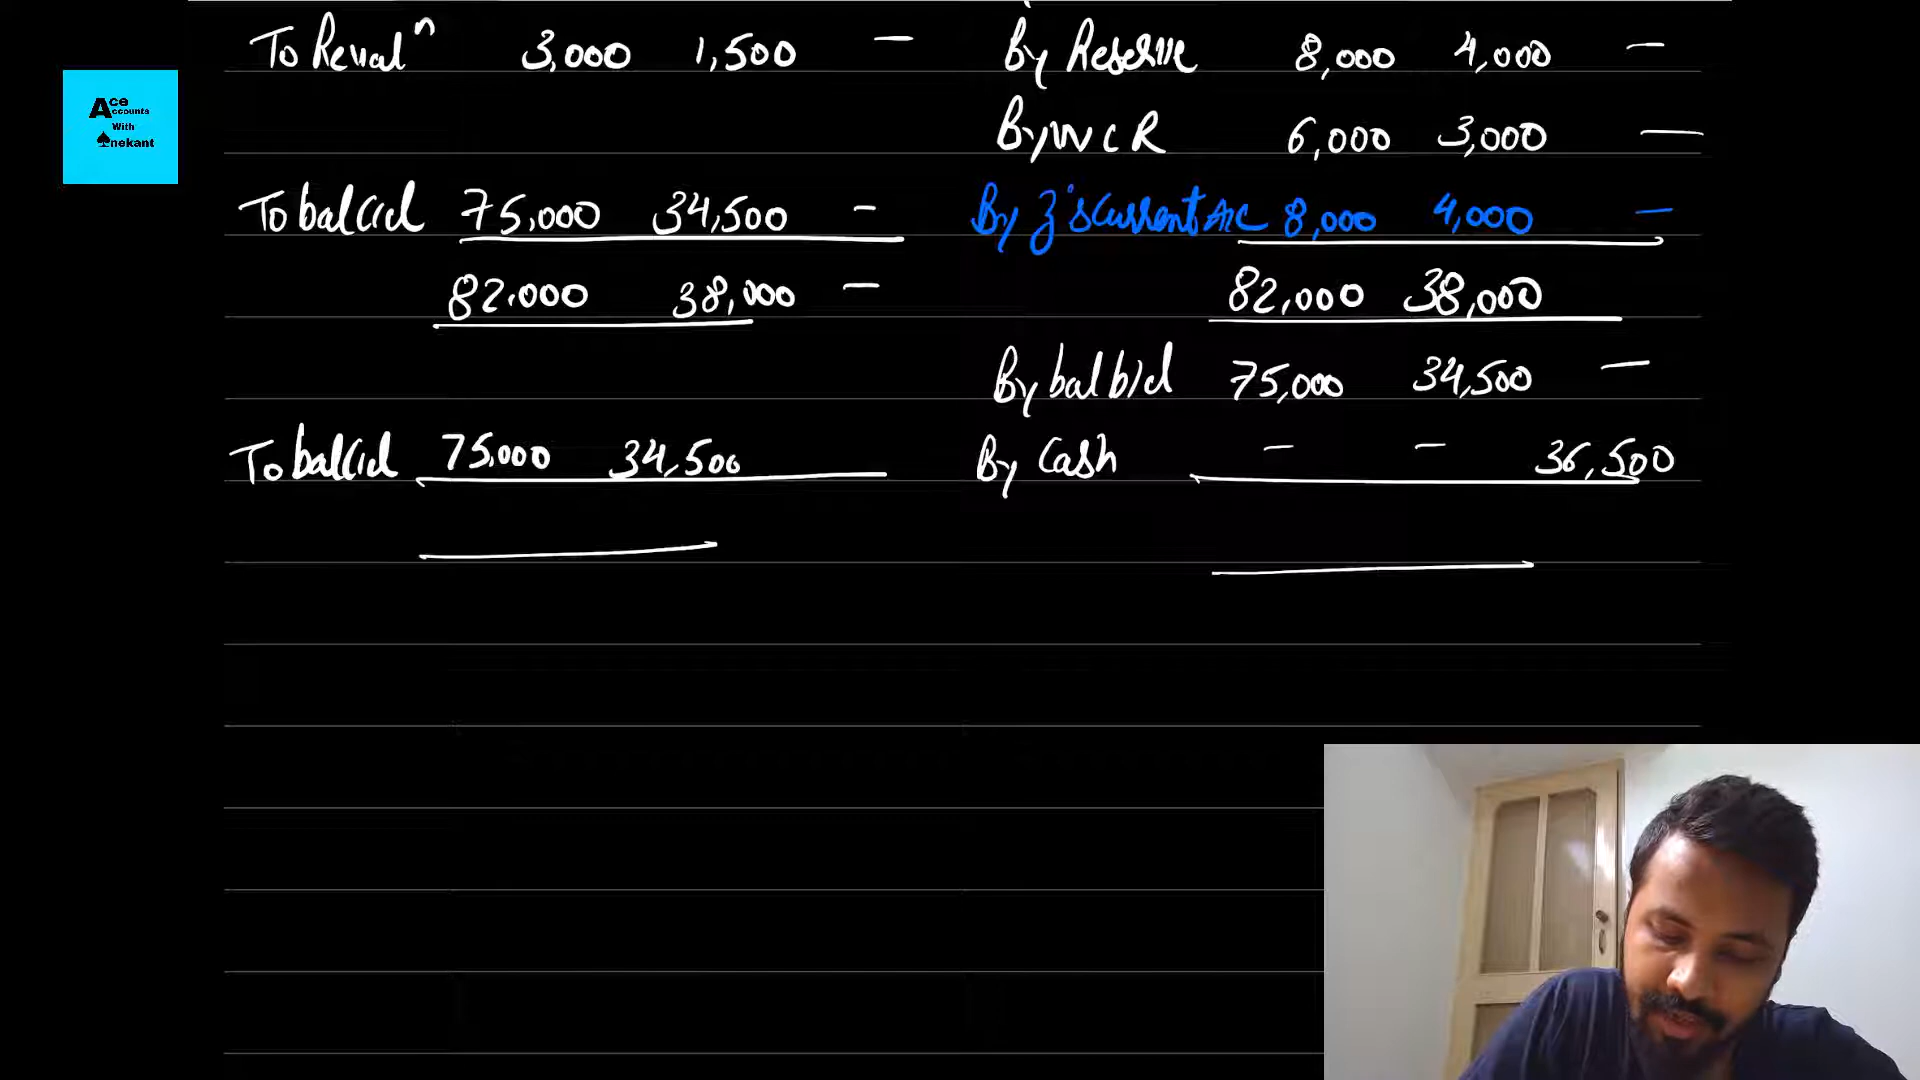 To Revalⁿ 3,000 1,500 — By Reserve 8,000 4,000 —
Ace
Accounts
With
Anekant
By W C R 6,000 3,000 —
To bal c/d 75,000 34,500 — By Z's Current A/c 8,000 4,000 —
82,000 38,000 — 82,000 38,000
By bal b/d 75,000 34,500 —
To bal c/d 75,000 34,500 By Cash — — 36,500